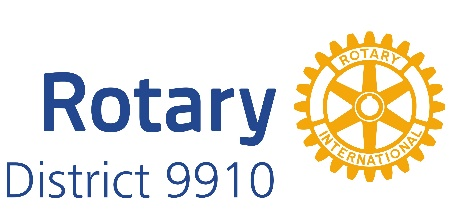 Rotary
District 9910
ROTARY
INTERNATIONAL